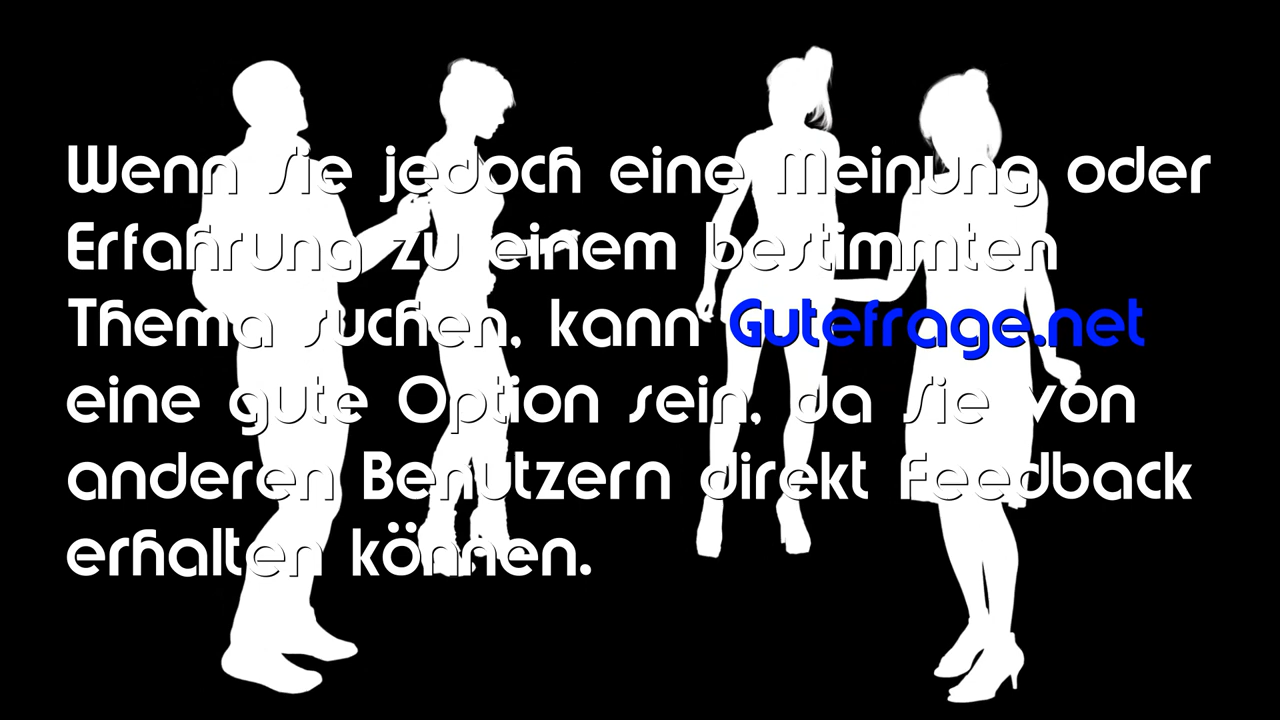 Wenn Sie jedoch eine Meinung oder
Erfahrung zu einem bestimmten
Thema suchen, kann Gutefrage.net
eine gute Option sein, da Sie von
anderen Benutzern direkt Feedback
erhalten können.